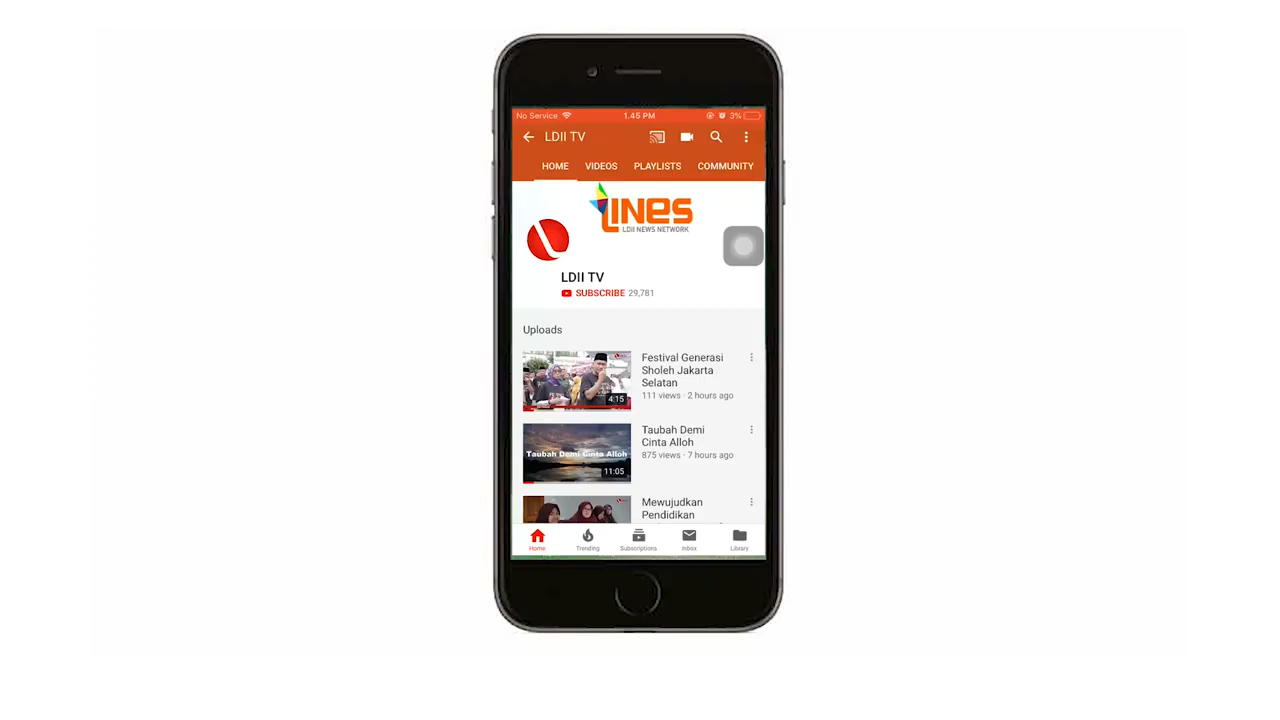 No Service 1.45 PM 3%
LDII TV
HOME VIDEOS PLAYLISTS COMMUNITY
LINES
LDII NEWS NETWORK
LDII TV
SUBSCRIBE 29,781
Uploads
Festival Generasi
Sholeh Jakarta
Selatan
111 views · 2 hours ago
4:15
Taubah Demi
Cinta Alloh
875 views · 7 hours ago
Taubah Demi Cinta Alloh
11:05
Mewujudkan
Pendidikan
Home Trending Subscriptions Inbox Library